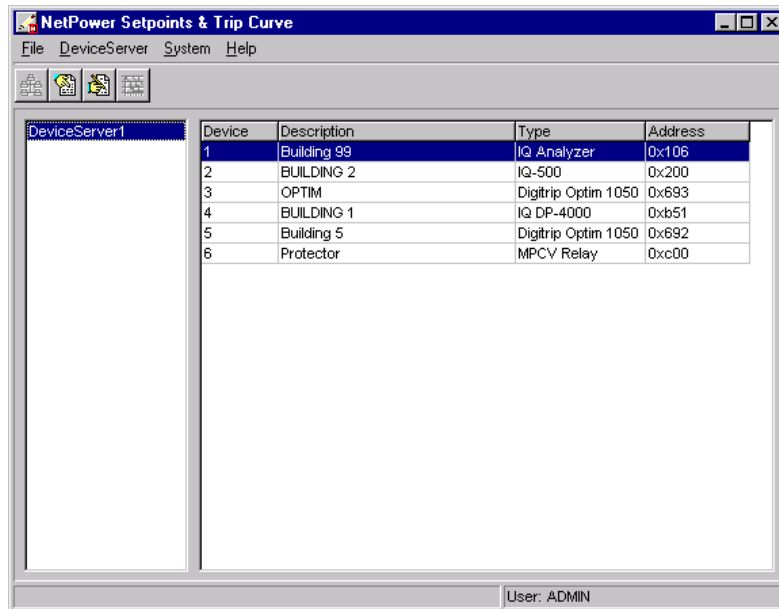 NetPower Setpoints & Trip Curve
File DeviceServer System Help
DeviceServer1
Device Description Type Address
1 Building 99 IQ Analyzer 0x106
2 BUILDING 2 IQ-500 0x200
3 OPTIM Digitrip Optim 1050 0x693
4 BUILDING 1 IQ DP-4000 0xb51
5 Building 5 Digitrip Optim 1050 0x692
6 Protector MPCV Relay 0xc00
User: ADMIN